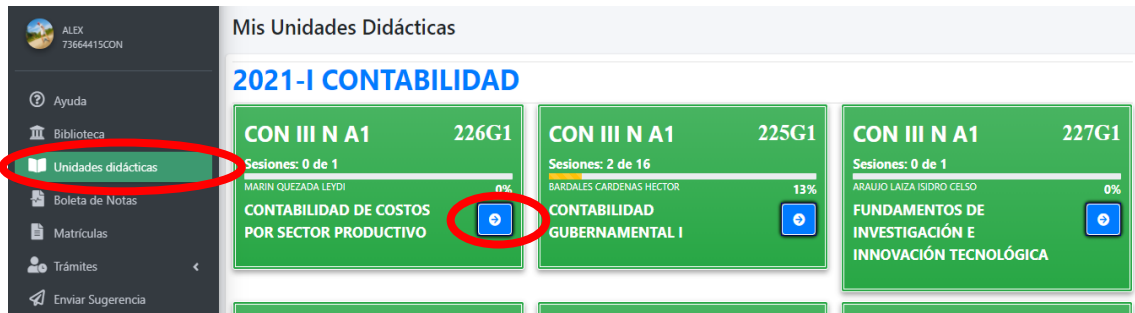 ALEX
73664415CON
Ayuda
Biblioteca
Unidades didácticas
Boleta de Notas
Matrículas
Trámites
Enviar Sugerencia
Mis Unidades Didácticas
2021-I CONTABILIDAD
CON III N A1 226G1
Sesiones: 0 de 1
MARIN QUEZADA LEYDI 0%
CONTABILIDAD DE COSTOS
POR SECTOR PRODUCTIVO
CON III N A1 225G1
Sesiones: 2 de 16
BARDALES CARDENAS HECTOR 13%
CONTABILIDAD
GUBERNAMENTAL I
CON III N A1 227G1
Sesiones: 0 de 1
ARAUJO LAIZA ISIDRO CELSO 0%
FUNDAMENTOS DE
INVESTIGACIÓN E
INNOVACIÓN TECNOLÓGICA